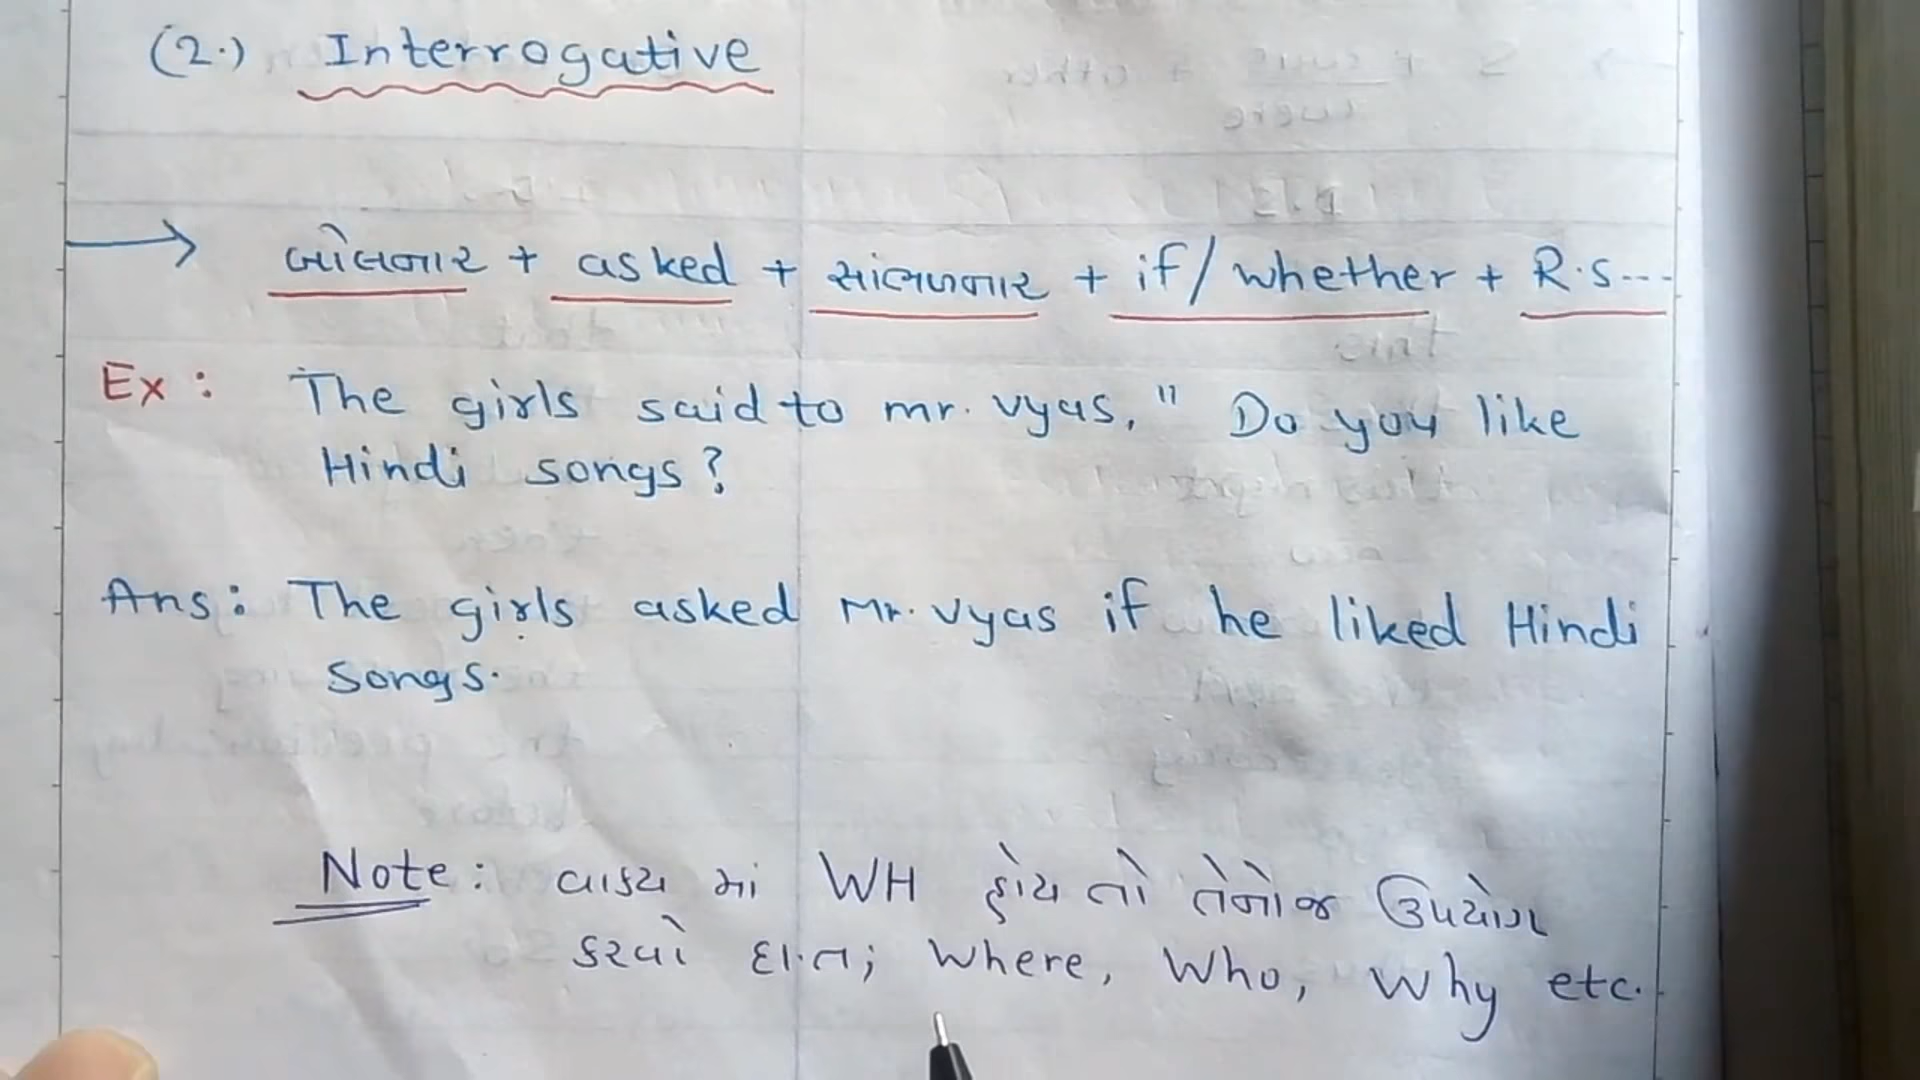 (2.) Interrogative
→ બોલનાર + asked + સાંભળનાર + if / whether + R.S---
Ex : The girls said to mr. vyas, " Do you like
Hindi songs ?
Ans : The girls asked Mr. Vyas if he liked Hindi
songs.
Note : વાક્ય માં WH હોય તો તેનોજ ઉપયોગ
કરવો દા.ત; Where, Who, Why etc.